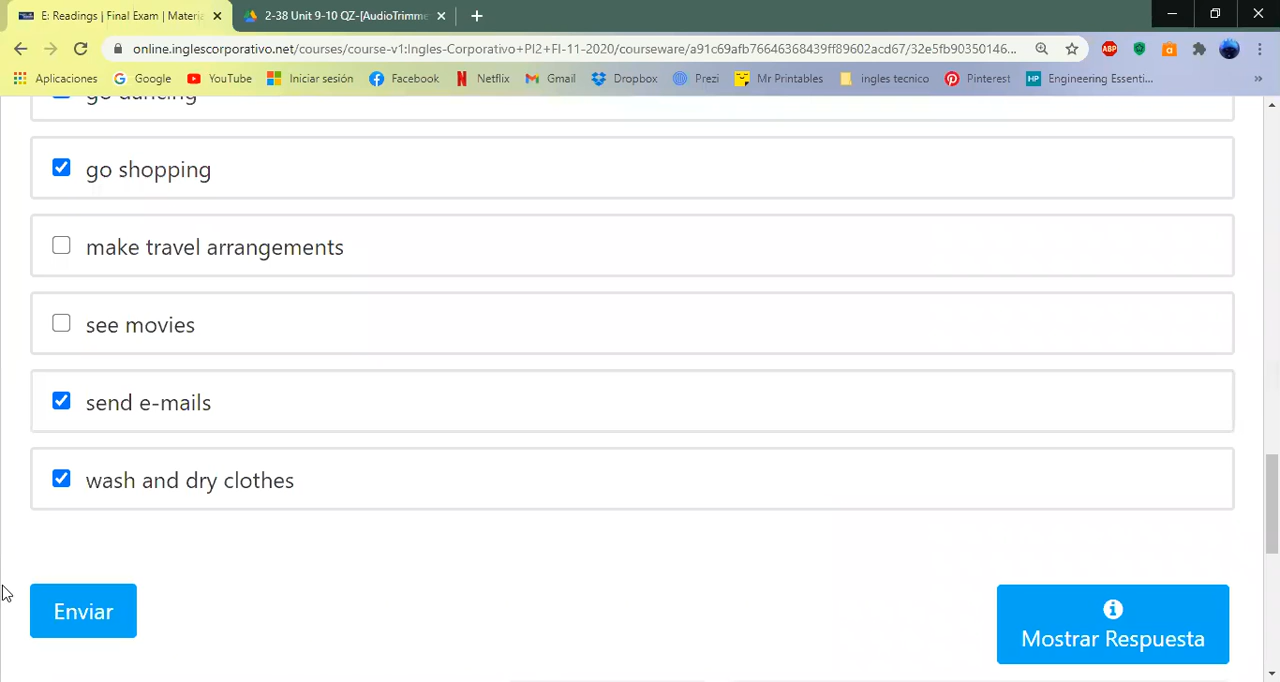 E: Readings | Final Exam | Materia
2-38 Unit 9-10 QZ-[AudioTrimme
online.inglescorporativo.net/courses/course-v1:Ingles-Corporativo+PI2+FI-11-2020/courseware/a91c69afb76646368439ff89602acd67/32e5fb90350146...
Aplicaciones Google YouTube Iniciar sesión Facebook Netflix Gmail Dropbox Prezi Mr Printables ingles tecnico Pinterest Engineering Essenti... »
go dancing
go shopping
make travel arrangements
see movies
send e-mails
wash and dry clothes
Enviar
Mostrar Respuesta